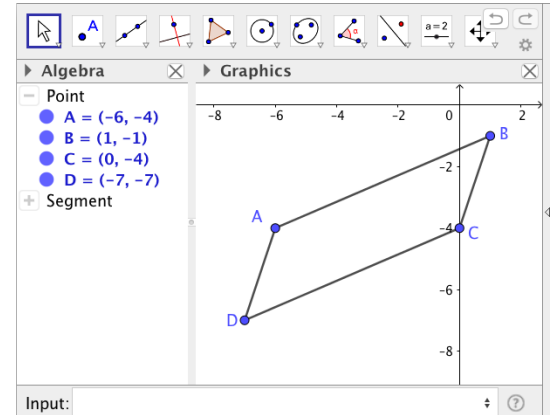 A α a = 2
Algebra Graphics
Point
A = (–6, –4)
B = (1, –1)
C = (0, –4)
D = (–7, –7)
Segment
-8 -6 -4 -2 0 2
B
-2
A
-4 C
-6
D
-8
Input: